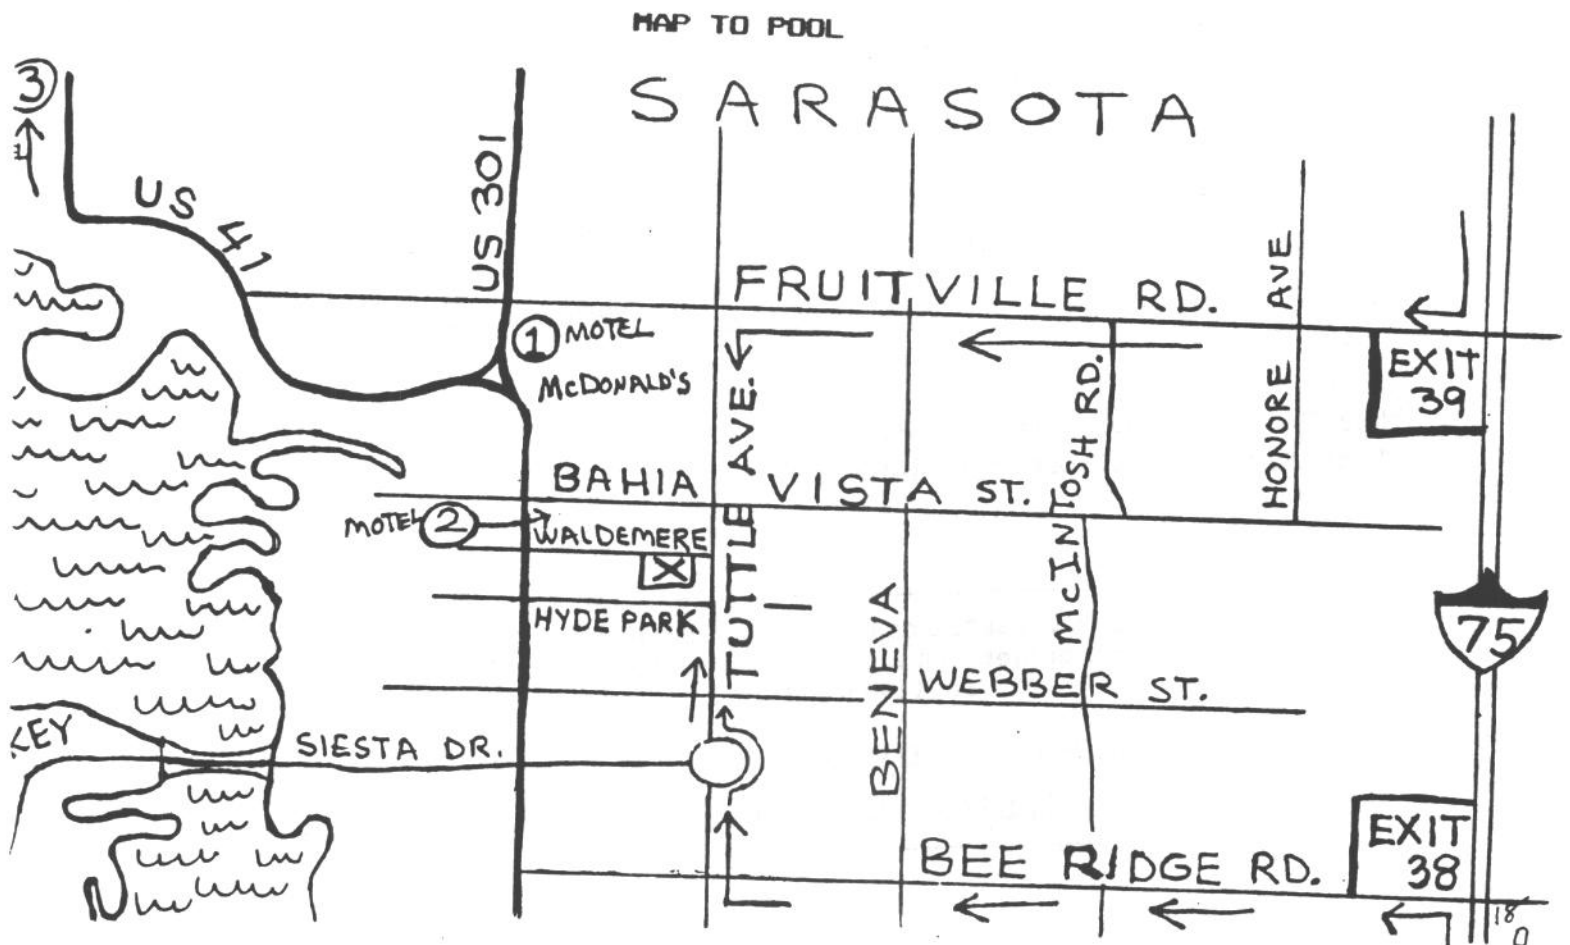 MAP TO POOL
SARASOTA
3
US 41
US 301
FRUITVILLE RD.
1 MOTEL
McDONALD'S
TUTTLE AVE.
McINTOSH RD.
HONORE AVE
EXIT
39
BAHIA VISTA ST.
MOTEL 2
WALDEMERE
X
HYDE PARK
BENEVA
75
WEBBER ST.
KEY
SIESTA DR.
BEE RIDGE RD.
EXIT
38
18